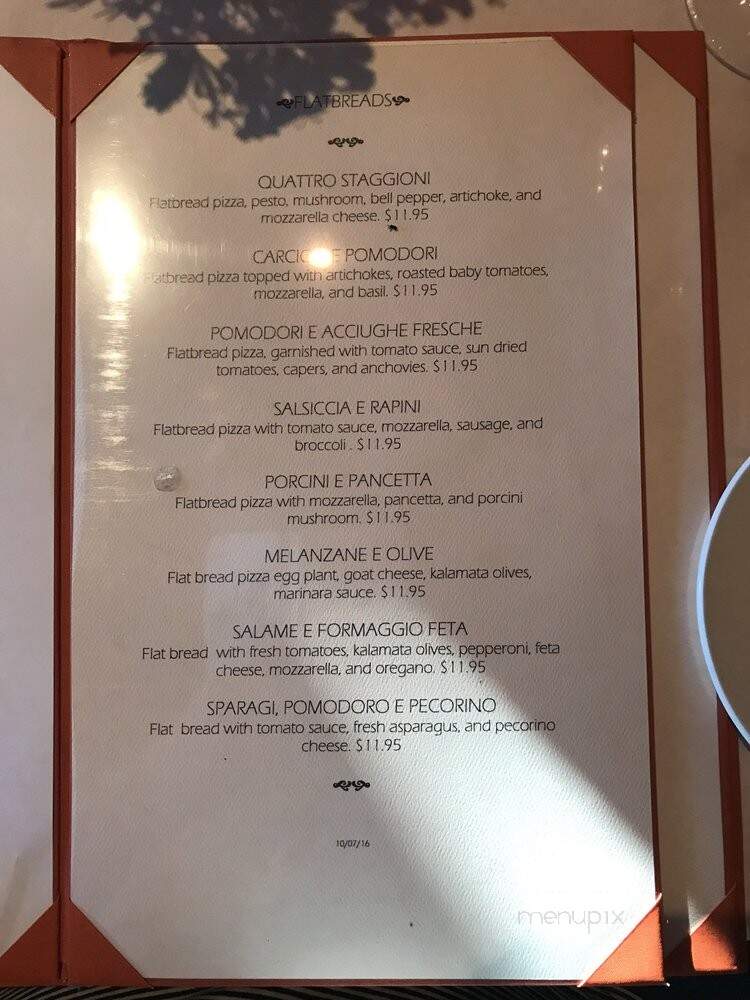 FLATBREADS
QUATTRO STAGGIONI
Flatbread pizza, pesto, mushroom, bell pepper, artichoke, and
mozzarella cheese. $11.95
POMODORI
Flatbread pizza topped with artichokes, roasted baby tomatoes,
mozzarella, and basil. $11.95
POMODORI E ACCIUGHE FRESCHE
Flatbread pizza, garnished with tomato sauce, sun dried
tomatoes, capers, and anchovies. $11.95
SALSICCIA E RAPINI
Flatbread pizza with tomato sauce, mozzarella, sausage, and
broccoli . $11.95
PORCINI E PANCETTA
Flatbread pizza with mozzarella, pancetta, and porcini
mushroom. $11.95
MELANZANE E OLIVE
Flat bread pizza egg plant, goat cheese, kalamata olives,
marinara sauce. $11.95
SALAME E FORMAGGIO FETA
Flat bread with fresh tomatoes, kalamata olives, pepperoni, feta
cheese, mozzarella, and oregano. $11.95
SPARAGI, POMODORO E PECORINO
Flat bread with tomato sauce, fresh asparagus, and pecorino
cheese. $11.95
10/07/16
menupix